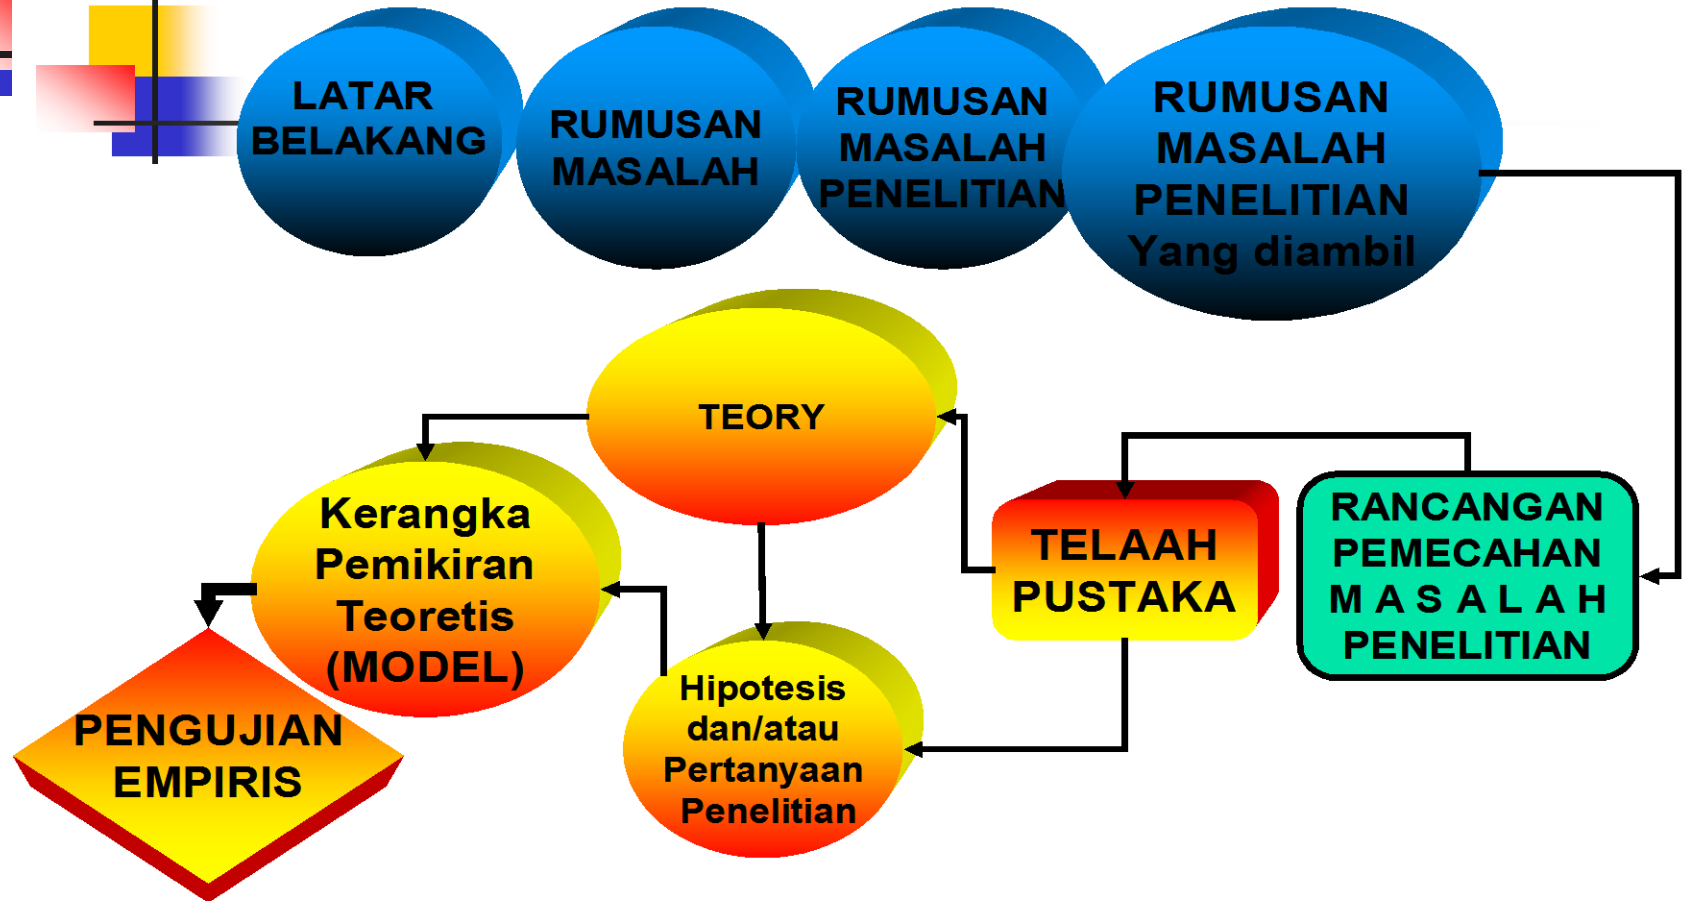 LATAR
BELAKANG
RUMUSAN
MASALAH
RUMUSAN
MASALAH
PENELITIAN
RUMUSAN
MASALAH
PENELITIAN
Yang diambil
TEORY
Kerangka
Pemikiran
Teoretis
(MODEL)
TELAAH
PUSTAKA
RANCANGAN
PEMECAHAN
M A S A L A H
PENELITIAN
Hipotesis
dan/atau
Pertanyaan
Penelitian
PENGUJIAN
EMPIRIS